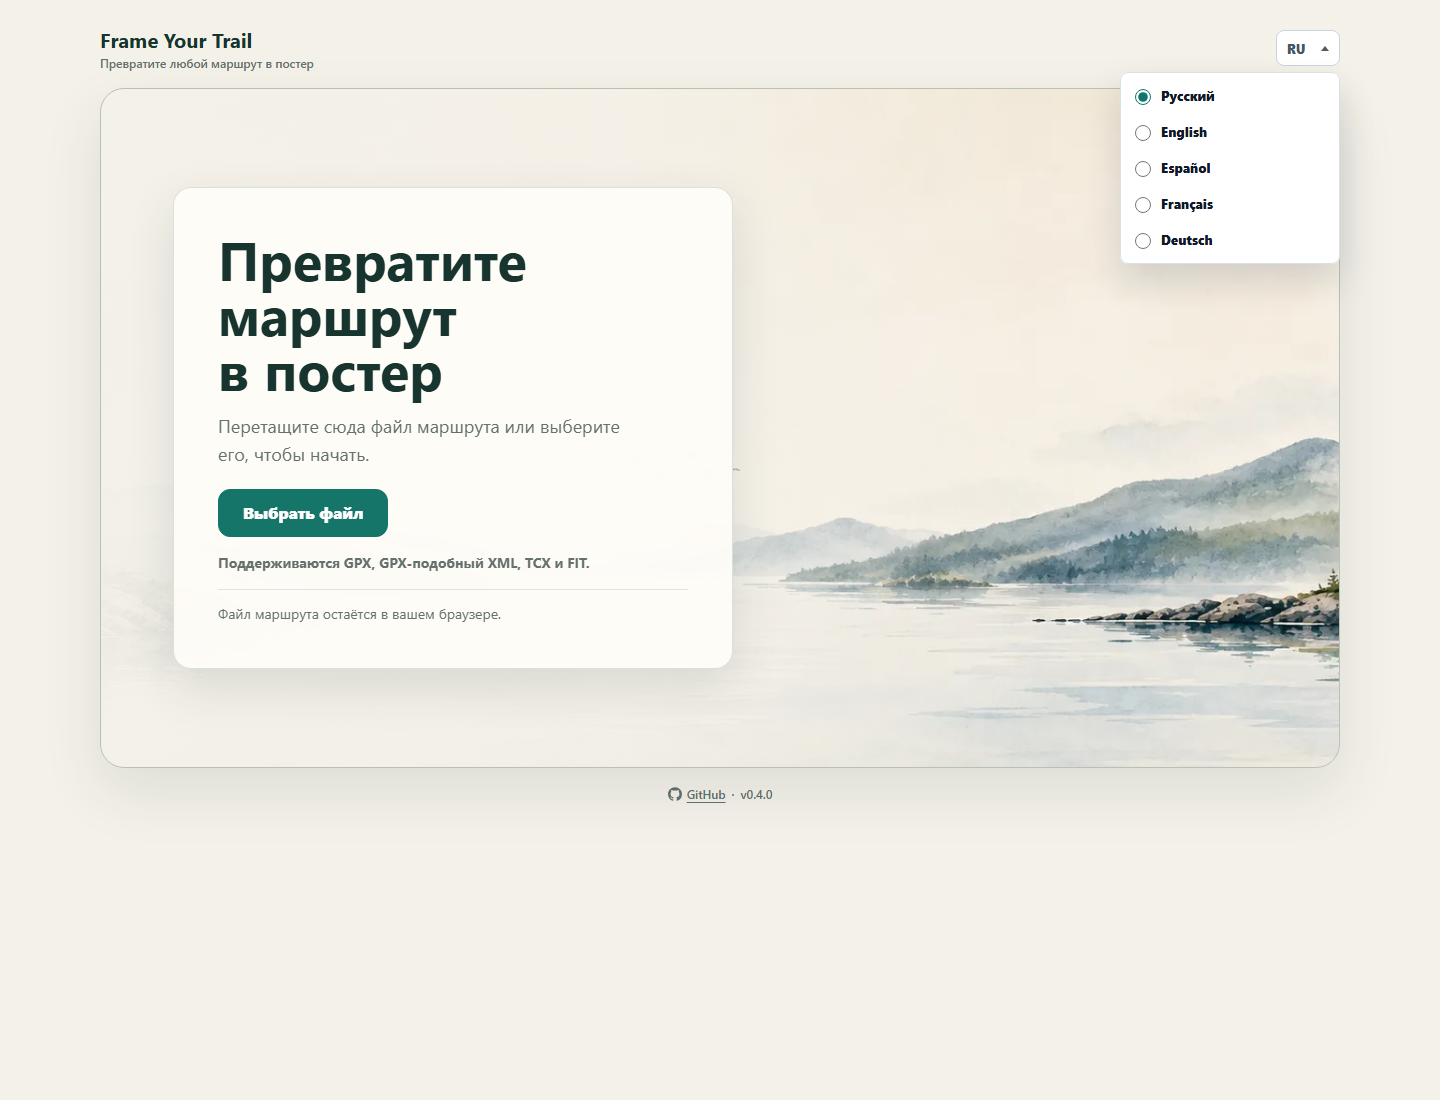 Frame Your Trail
Превратите любой маршрут в постер
RU
Русский
English
Español
Français
Deutsch
Превратите
маршрут
в постер
Перетащите сюда файл маршрута или выберите
его, чтобы начать.
Выбрать файл
Поддерживаются GPX, GPX-подобный XML, TCX и FIT.
Файл маршрута остаётся в вашем браузере.
GitHub · v0.4.0